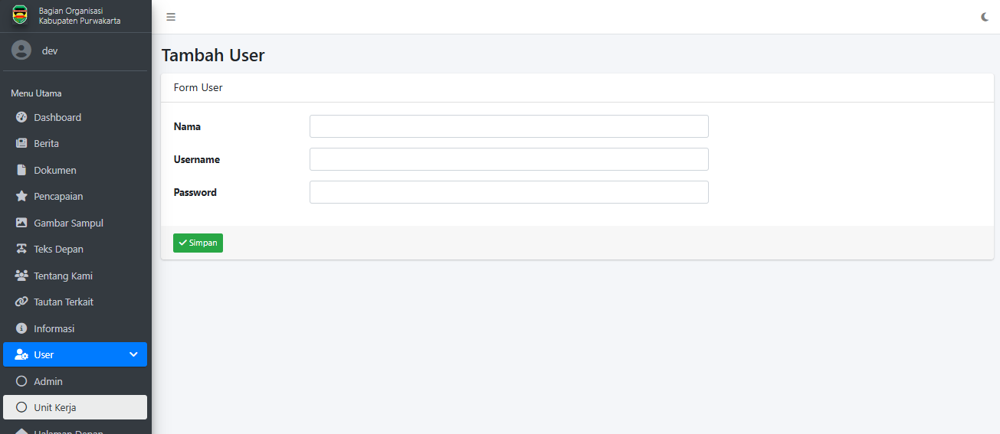 Bagian Organisasi
Kabupaten Purwakarta
dev
Menu Utama
Dashboard
Berita
Dokumen
Pencapaian
Gambar Sampul
Teks Depan
Tentang Kami
Tautan Terkait
Informasi
User
Admin
Unit Kerja
Halaman Depan
Tambah User
Form User
Nama
Username
Password
Simpan